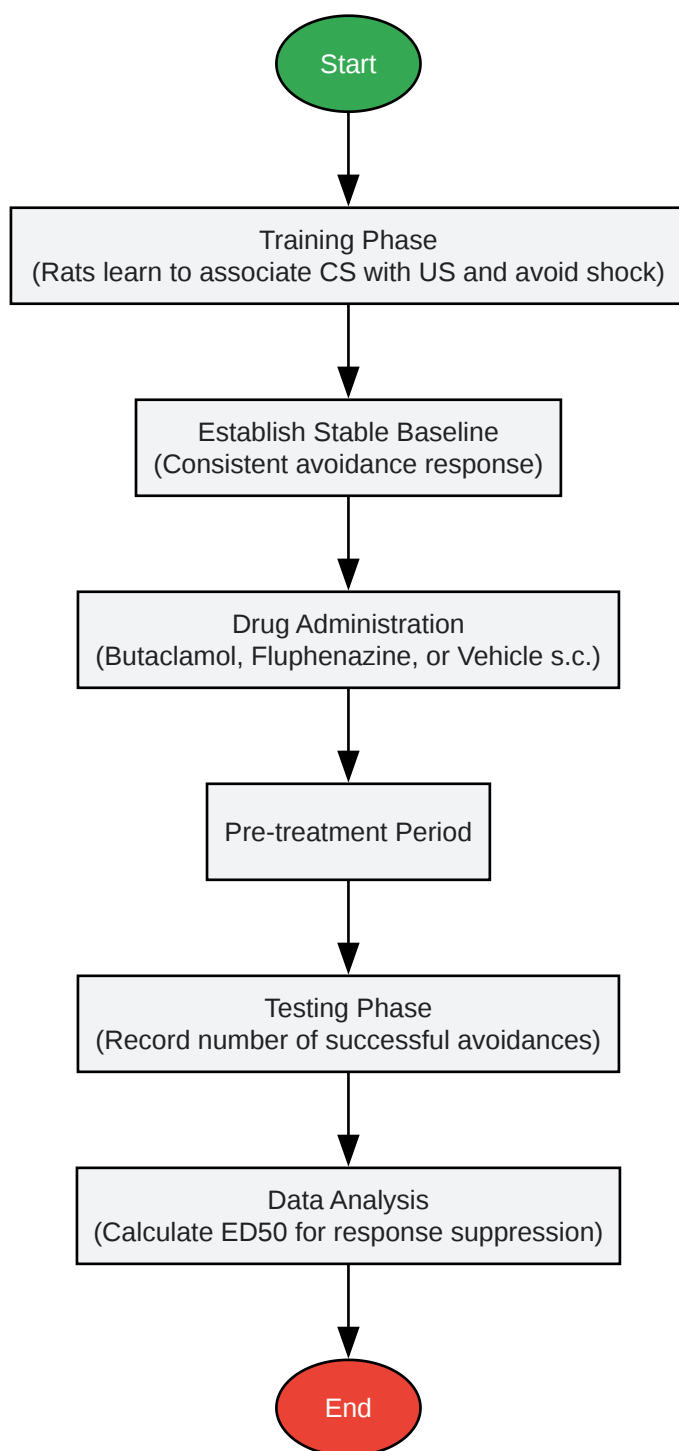 Start
Training Phase
(Rats learn to associate CS with US and avoid shock)
Establish Stable Baseline
(Consistent avoidance response)
Drug Administration
(Butaclamol, Fluphenazine, or Vehicle s.c.)
Pre-treatment Period
Testing Phase
(Record number of successful avoidances)
Data Analysis
(Calculate ED50 for response suppression)
End